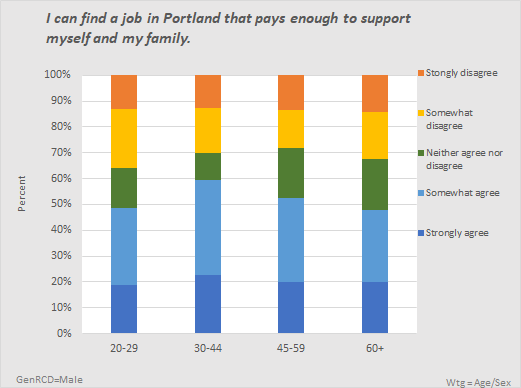 I can find a job in Portland that pays enough to support
myself and my family.
100%
90%
80%
70%
60%
50%
40%
30%
20%
10%
0%
Percent
20-29
30-44
45-59
60+
Stongly disagree
Somewhat
disagree
Neither agree nor
disagree
Somewhat agree
Strongly agree
GenRCD=Male
Wtg = Age/Sex